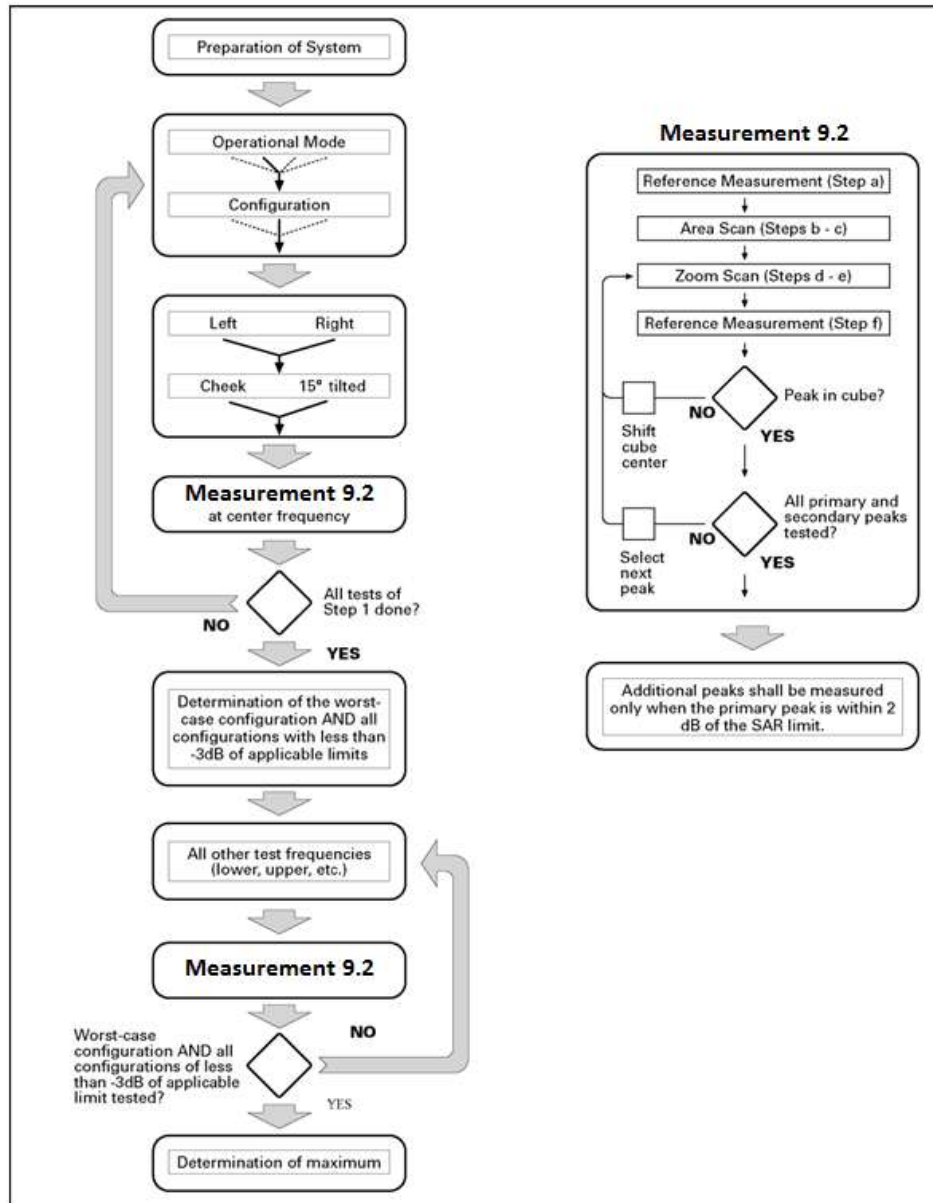 Preparation of System
Operational Mode
Configuration
Left Right
Cheek 15° tilted
Measurement 9.2
at center frequency
All tests of
Step 1 done?
NO
YES
Determination of the worst-
case configuration AND all
configurations with less than
-3dB of applicable limits
All other test frequencies
(lower, upper, etc.)
Measurement 9.2
Worst-case
configuration AND all
configurations of less
than -3dB of applicable
limit tested?
NO
YES
Determination of maximum
Measurement 9.2
Reference Measurement (Step a)
Area Scan (Steps b - c)
Zoom Scan (Steps d - e)
Reference Measurement (Step f)
Peak in cube?
NO
YES
Shift
cube
center
All primary and
secondary peaks
tested?
NO
YES
Select
next
peak
Additional peaks shall be measured
only when the primary peak is within 2
dB of the SAR limit.